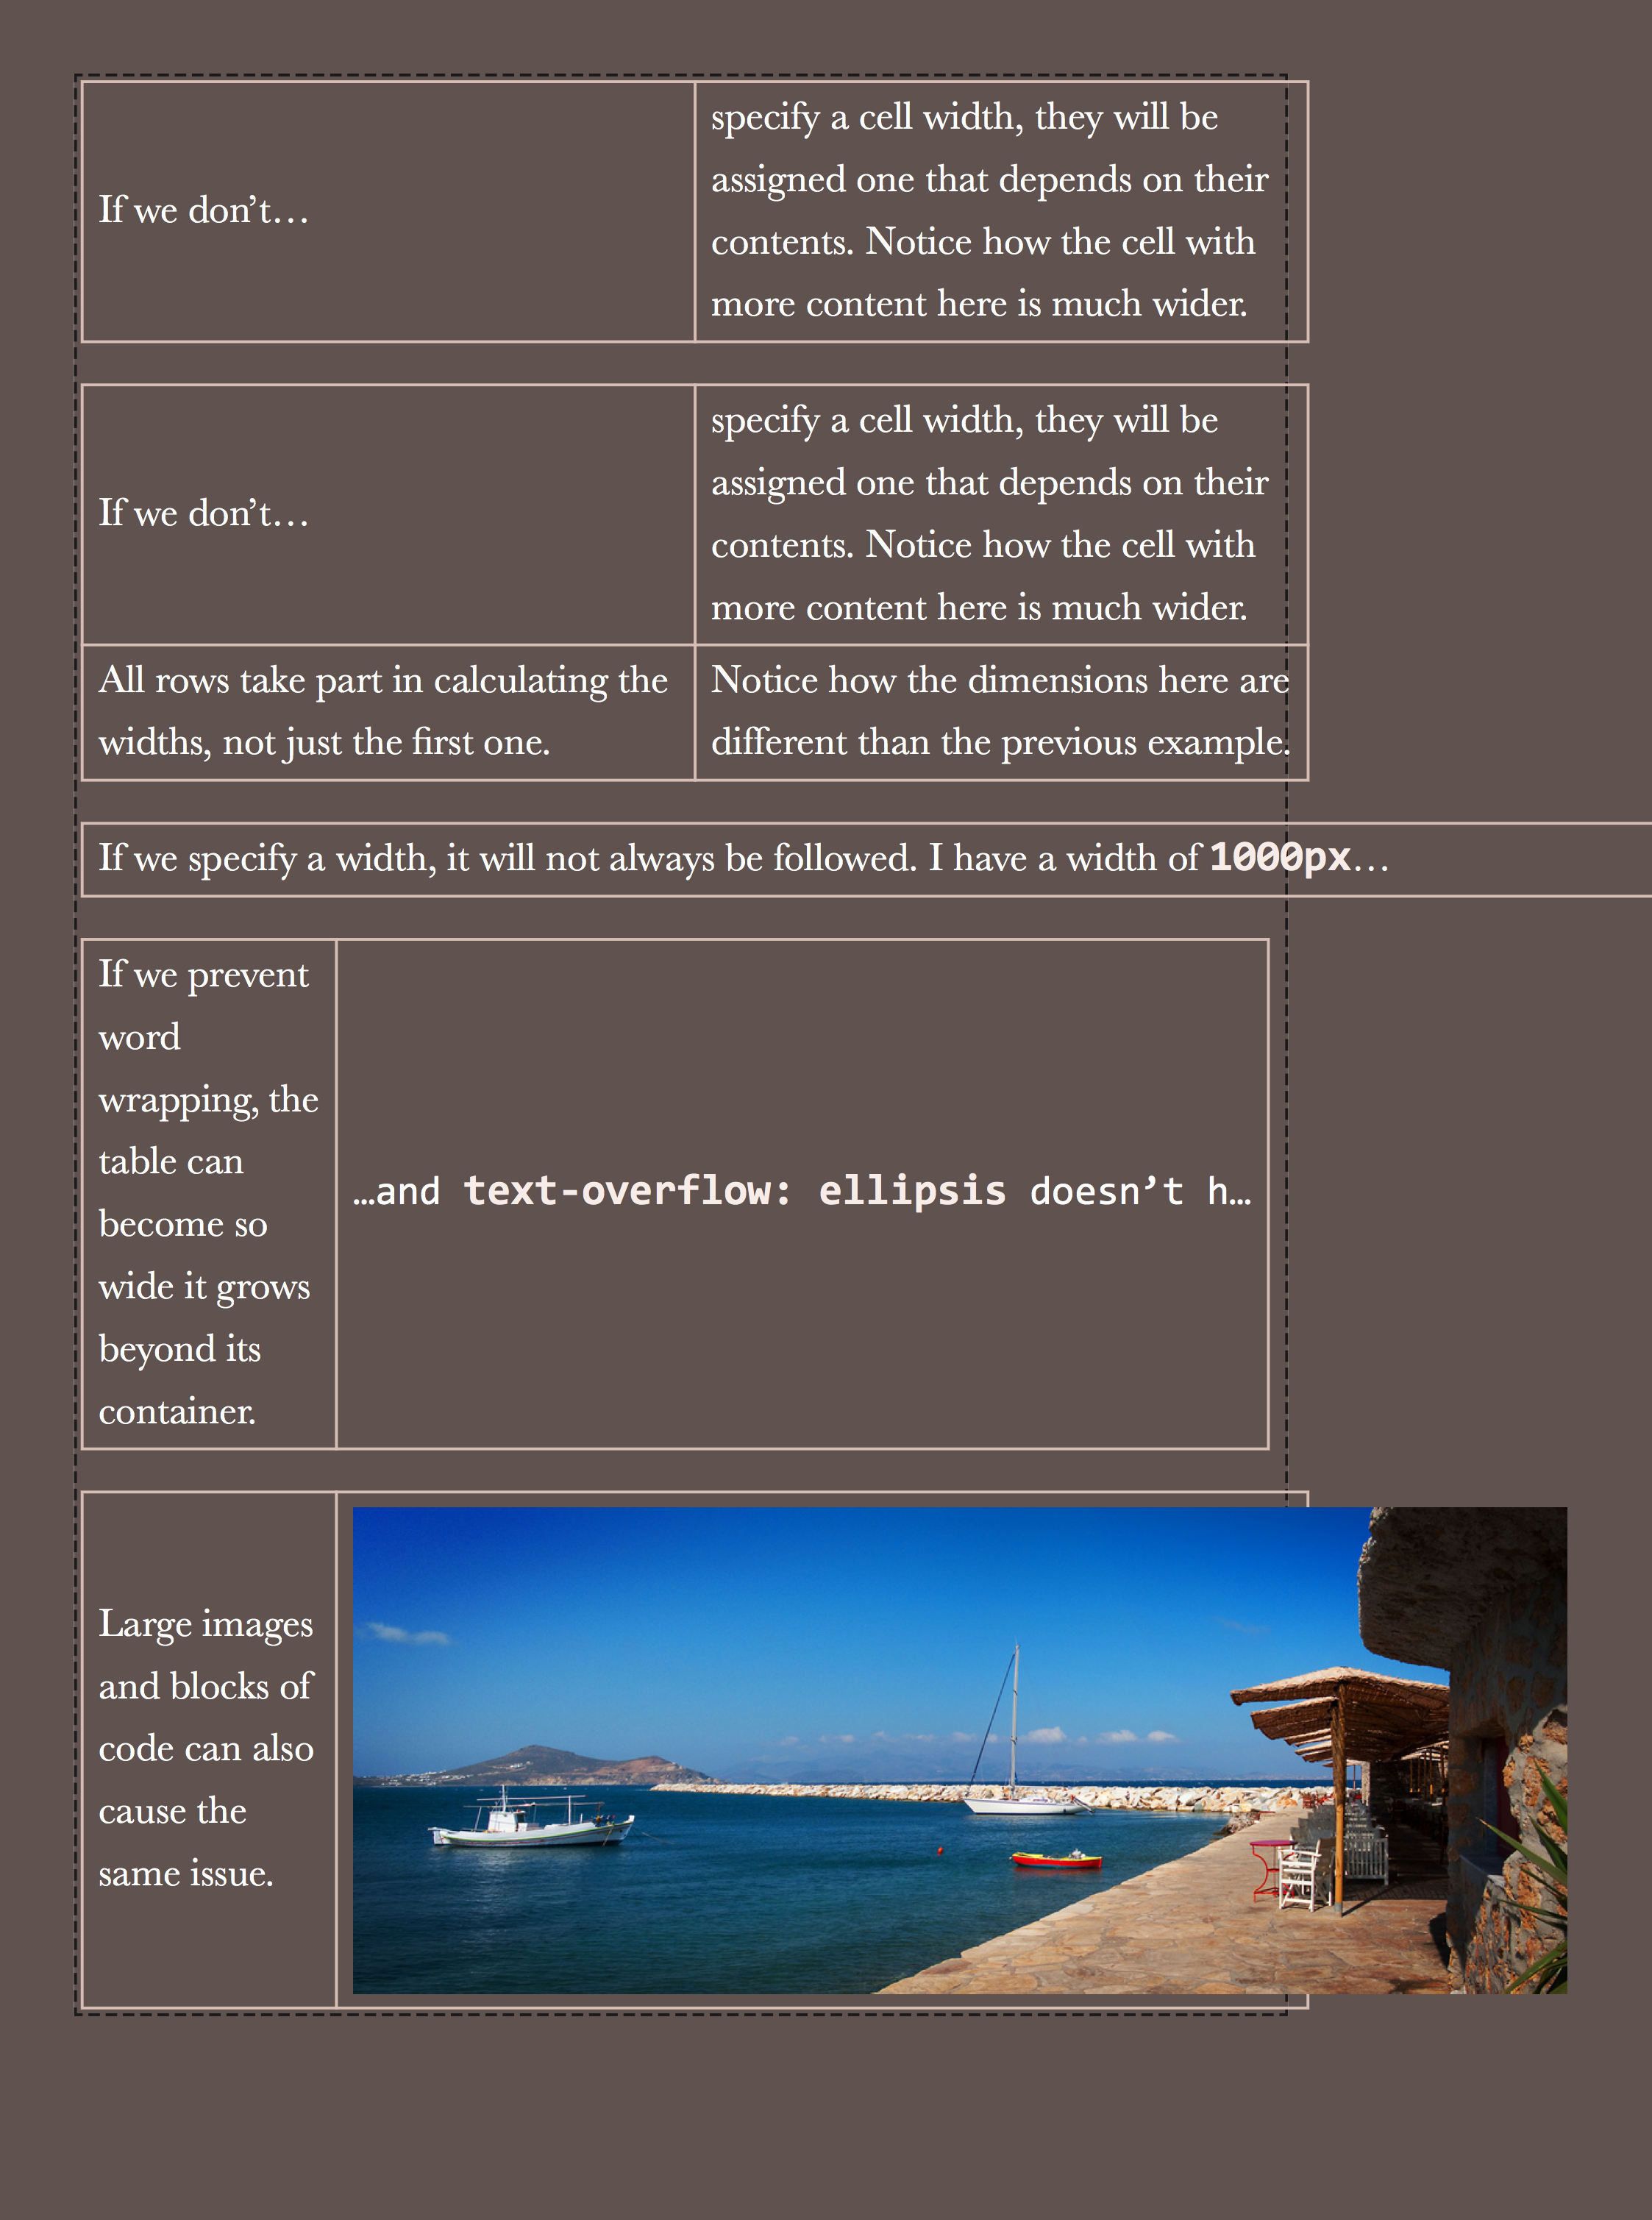 If we don’t…
specify a cell width, they will be
assigned one that depends on their
contents. Notice how the cell with
more content here is much wider.
If we don’t…
specify a cell width, they will be
assigned one that depends on their
contents. Notice how the cell with
more content here is much wider.
All rows take part in calculating the
widths, not just the first one.
Notice how the dimensions here are
different than the previous example.
If we specify a width, it will not always be followed. I have a width of 1000px…
If we prevent
word
wrapping, the
table can
become so
wide it grows
beyond its
container.
…and text-overflow: ellipsis doesn’t h…
Large images
and blocks of
code can also
cause the
same issue.